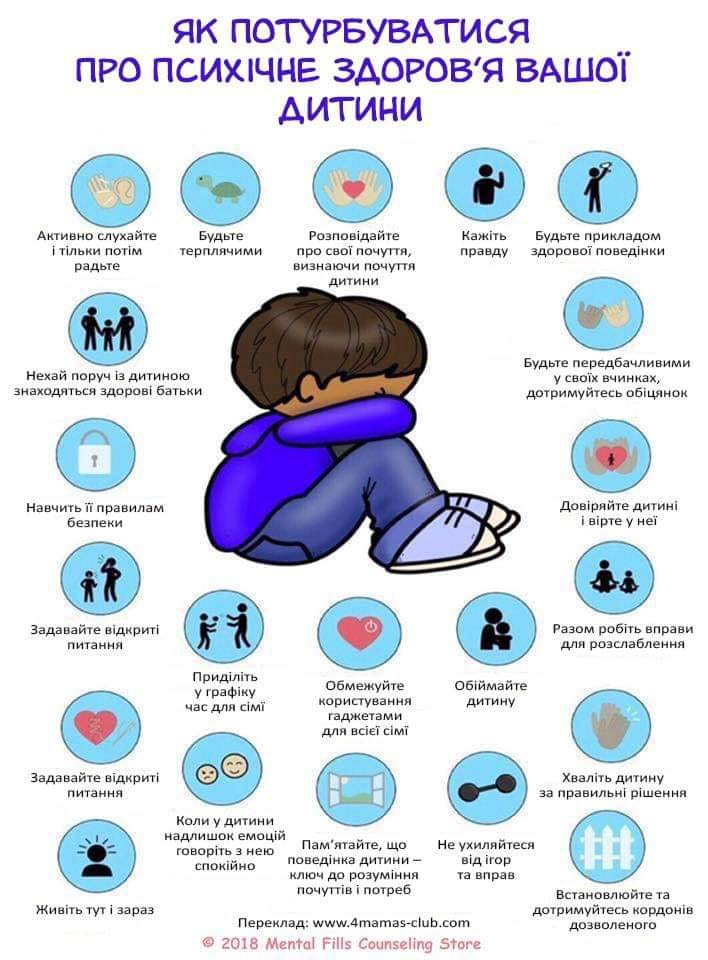 ЯК ПОТУРБУВАТИСЯ
ПРО ПСИХІЧНЕ ЗДОРОВ'Я ВАШОЇ
ДИТИНИ
Активно слухайте
і тільки потім
радьте
Будьте
терплячими
Розповідайте
про свої почуття,
визнаючи почуття
дитини
Кажіть
правду
Будьте прикладом
здорової поведінки
Нехай поруч із дитиною
знаходяться здорові батьки
Будьте передбачливими
у своїх вчинках,
дотримуйтесь обіцянок
Навчить її правилам
безпеки
Довіряйте дитині
і вірте у неї
Задавайте відкриті
питання
Приділіть
у графіку
час для сімї
Обмежуйте
користування
гаджетами
для всієї сімї
Обіймайте
дитину
Разом робіть вправи
для розслаблення
Задавайте відкриті
питання
Коли у дитини
надлишок емоцій
говоріть з нею
спокійно
Пам'ятайте, що
поведінка дитини –
ключ до розуміння
почуттів і потреб
Не ухиляйтеся
від ігор
та вправ
Хваліть дитину
за правильні рішення
Живіть тут і зараз
Встановлюйте та
дотримуйтесь кордонів
дозволеного
Переклад: www.4mamas-club.com
© 2018 Mental Fills Counseling Store